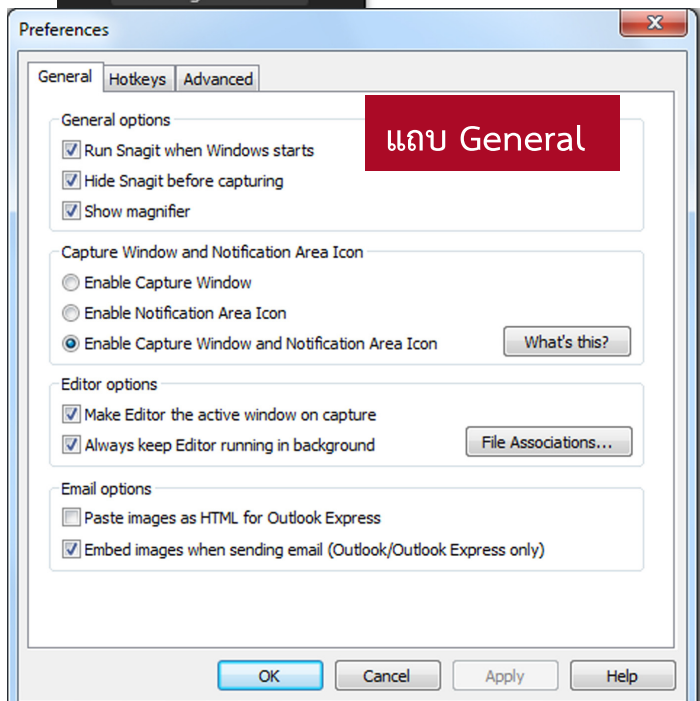 Preferences
General Hotkeys Advanced
แถบ General
General options
Run Snagit when Windows starts
Hide Snagit before capturing
Show magnifier
Capture Window and Notification Area Icon
Enable Capture Window
Enable Notification Area Icon
Enable Capture Window and Notification Area Icon
What's this?
Editor options
Make Editor the active window on capture
Always keep Editor running in background
File Associations...
Email options
Paste images as HTML for Outlook Express
Embed images when sending email (Outlook/Outlook Express only)
OK Cancel Apply Help